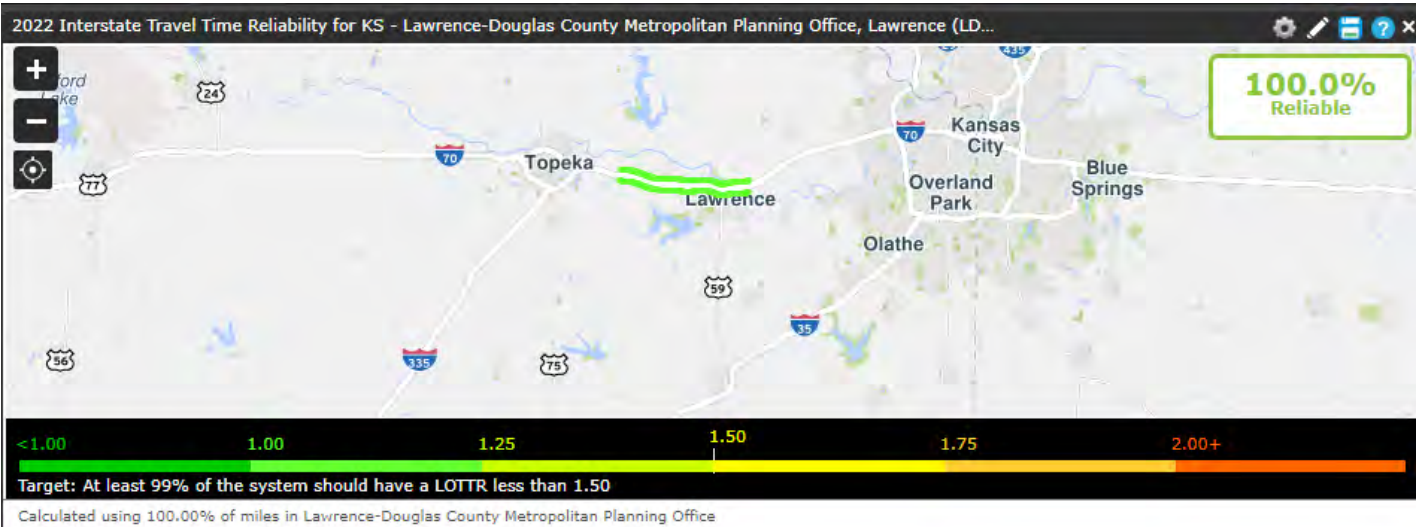 2022 Interstate Travel Time Reliability for KS - Lawrence-Douglas County Metropolitan Planning Office, Lawrence (LD...
+
ford
Lake
24
435
100.0%
Reliable
−
70
Kansas
City
70
Topeka
77
Blue
Springs
Overland
Park
Lawrence
Olathe
59
35
56
335
75
<1.00 1.00 1.25 1.50 1.75 2.00+
Target: At least 99% of the system should have a LOTTR less than 1.50
Calculated using 100.00% of miles in Lawrence-Douglas County Metropolitan Planning Office